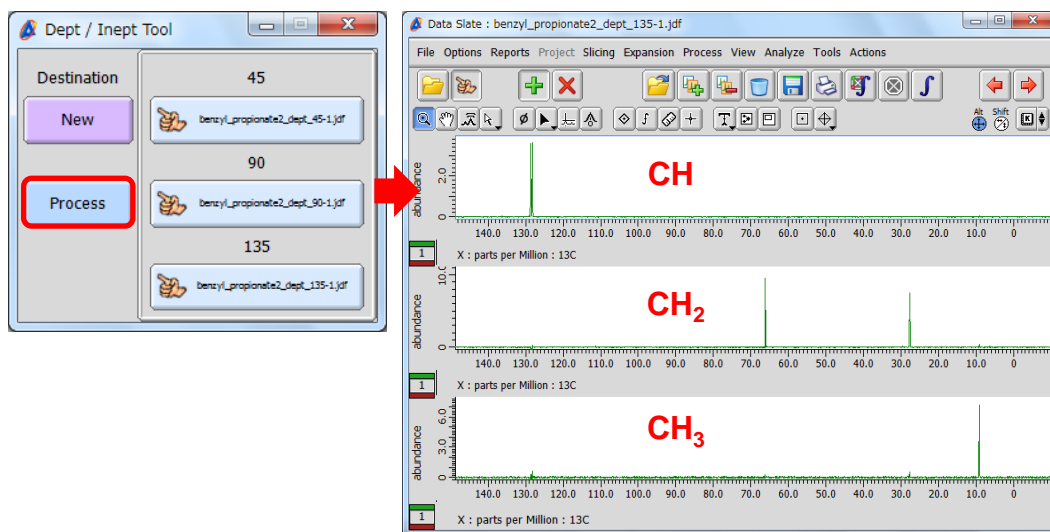 Dept / Inept Tool
Destination
New
Process
45
benzyl_propionate2_dept_45-1.jdf
90
benzyl_propionate2_dept_90-1.jdf
135
benzyl_propionate2_dept_135-1.jdf
Data Slate : benzyl_propionate2_dept_135-1.jdf
File Options Reports Project Slicing Expansion Process View Analyze Tools Actions
Alt Shift
CH
abundance
2.0
0
140.0 130.0 120.0 110.0 100.0 90.0 80.0 70.0 60.0 50.0 40.0 30.0 20.0 10.0 0
1
X : parts per Million : 13C
CH₂
abundance
10.0
0
140.0 130.0 120.0 110.0 100.0 90.0 80.0 70.0 60.0 50.0 40.0 30.0 20.0 10.0 0
1
X : parts per Million : 13C
CH₃
abundance
6.0
3.0
0
140.0 130.0 120.0 110.0 100.0 90.0 80.0 70.0 60.0 50.0 40.0 30.0 20.0 10.0 0
1
X : parts per Million : 13C